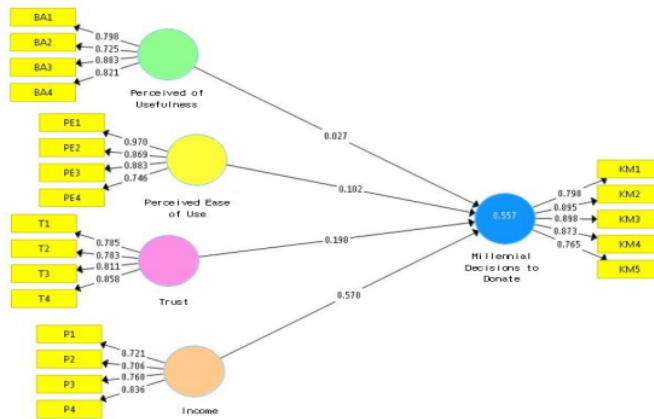 BA1
BA2
BA3
BA4
0.798
0.725
0.883
0.821
Perceived of
Usefulness
0.027
PE1
PE2
PE3
PE4
0.970
0.869
0.883
0.746
Perceived Ease
of Use
0.102
T1
T2
T3
T4
0.785
0.783
0.811
0.858
Trust
0.198
P1
P2
P3
P4
0.721
0.706
0.760
0.836
Income
0.570
0.557
Millennial
Decisions to
Donate
0.798
0.895
0.898
0.873
0.765
KM1
KM2
KM3
KM4
KM5